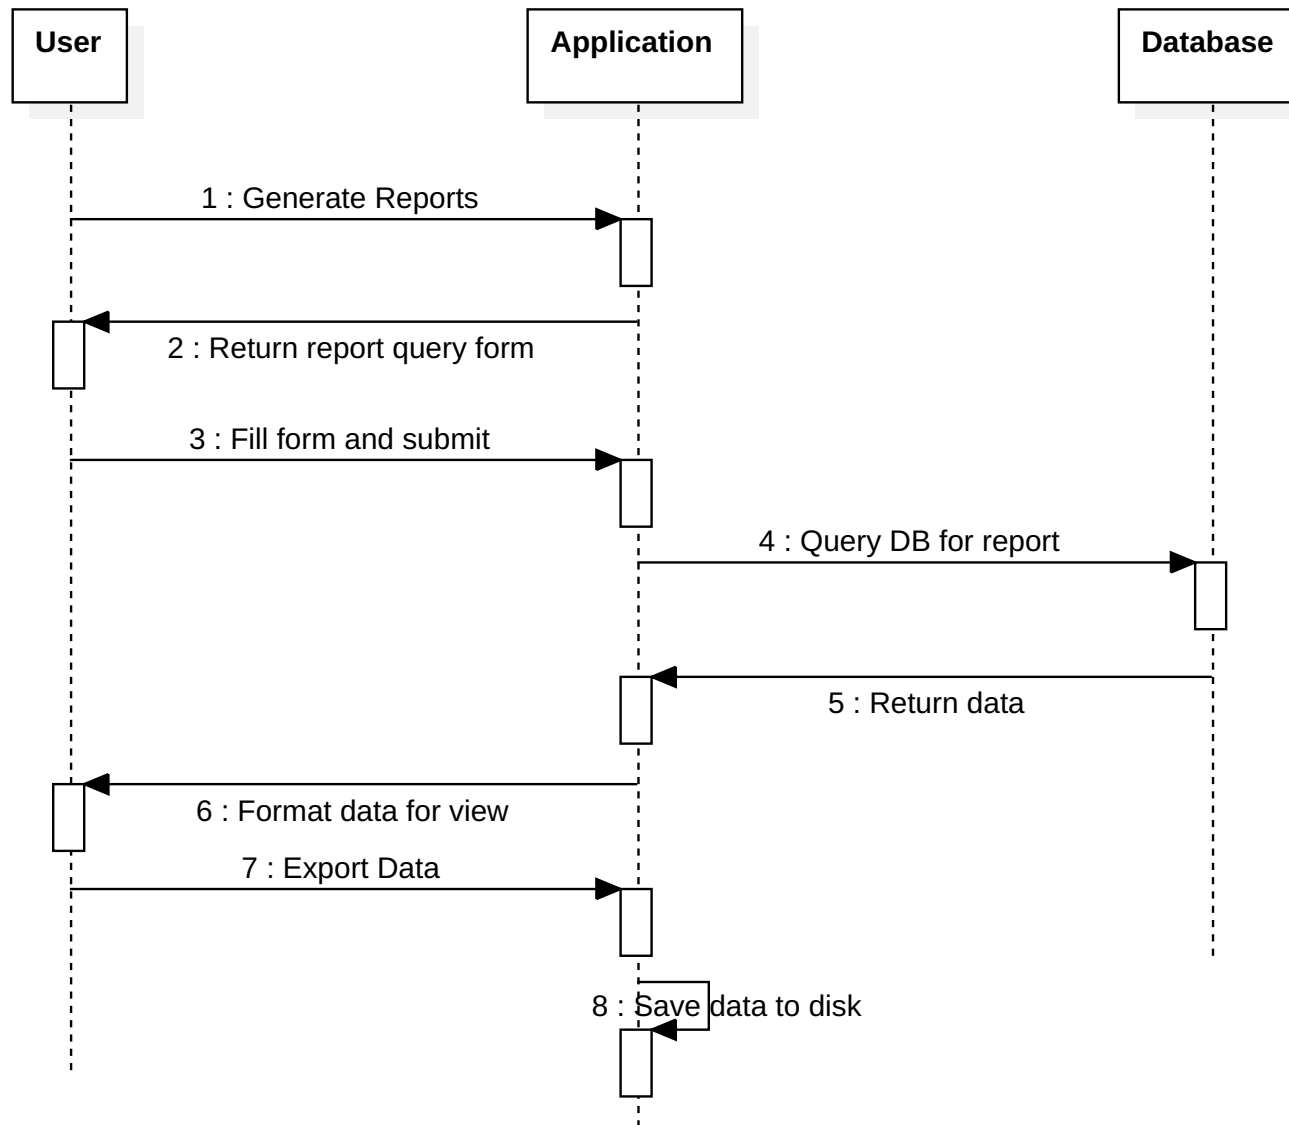 User
Application
Database
1 : Generate Reports
2 : Return report query form
3 : Fill form and submit
4 : Query DB for report
5 : Return data
6 : Format data for view
7 : Export Data
8 : Save data to disk